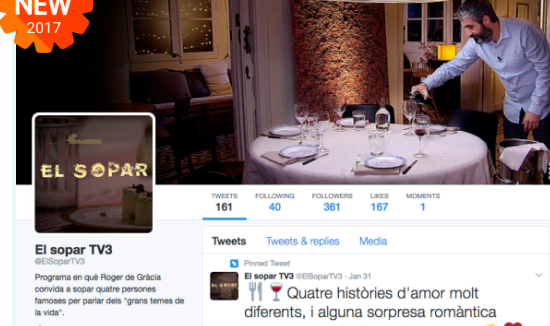 NEW
2017
EL SOPAR
TWEETS FOLLOWING FOLLOWERS LIKES MOMENTS
161 40 361 167 1
El sopar TV3
@ElSoparTV3
Programa en què Roger de Gràcia
convida a sopar quatre persones
famoses per parlar dels "grans temes de
la vida".
Tweets Tweets & replies Media
Pinned Tweet
El sopar TV3 @ElSoparTV3 · Jan 31
🍴🍷Quatre històries d'amor molt
diferents, i alguna sorpresa romàntica